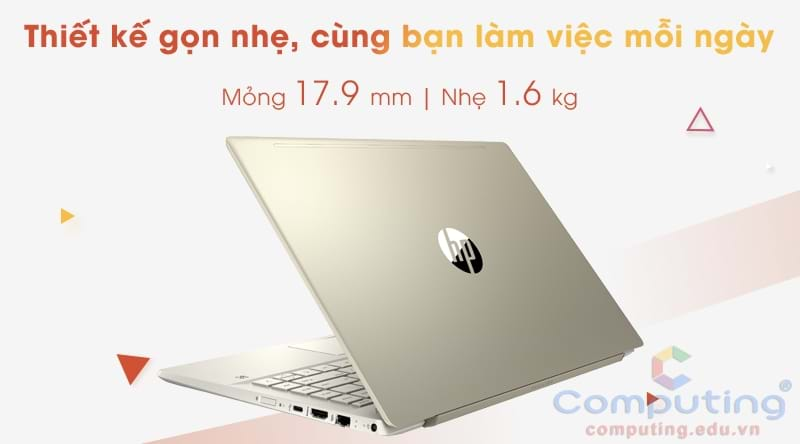 Thiết kế gọn nhẹ, cùng bạn làm việc mỗi ngày
Mỏng 17.9 mm | Nhẹ 1.6 kg
hp
Computing®
computing.edu.vn